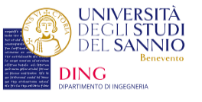 UNIVERSITÀ
DEGLI STUDI
DEL SANNIO
Benevento
DING
DIPARTIMENTO DI INGEGNERIA